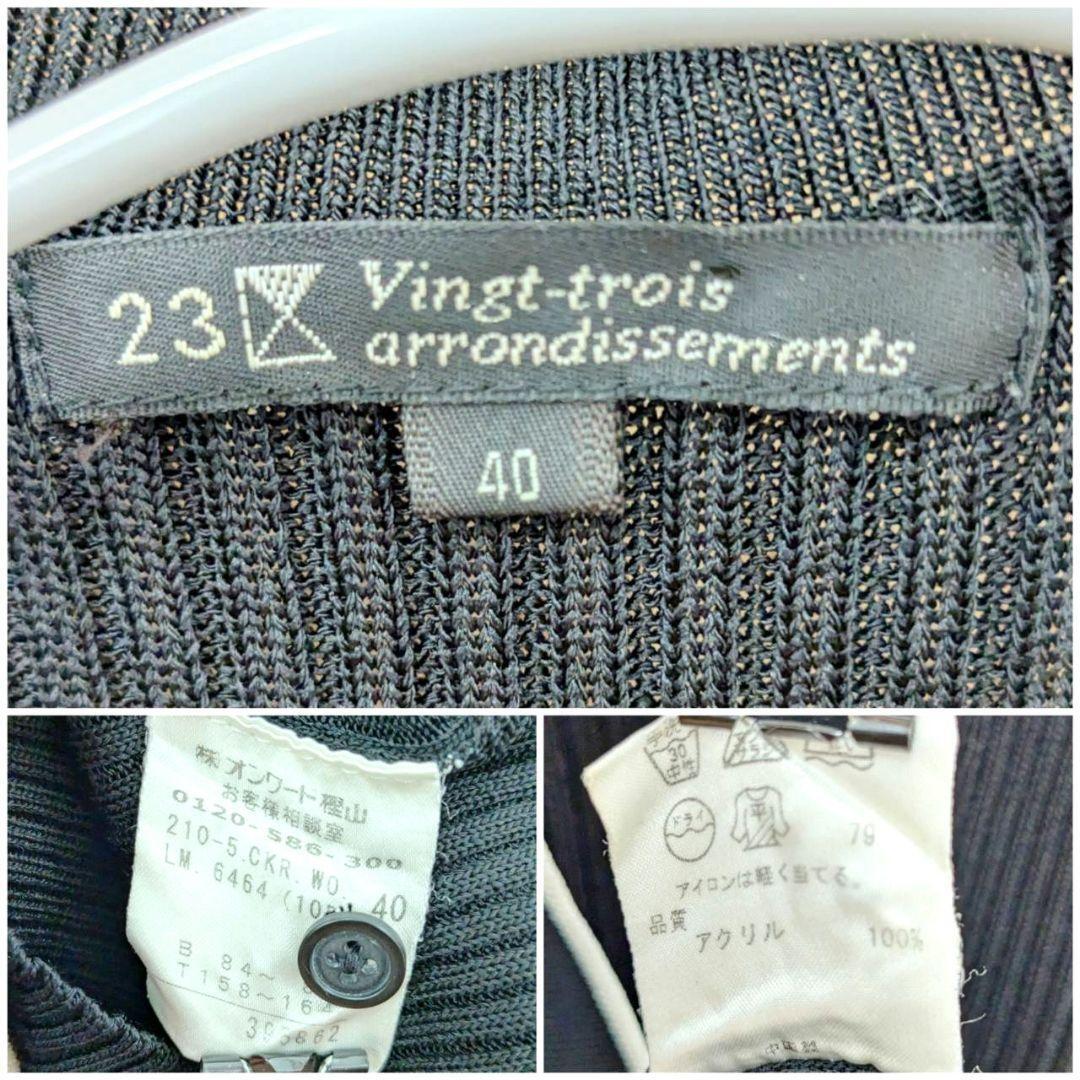 23
Vingt-trois
arrondissements
40
㈱オンワード樫山
お客様相談室
0120-586-300
210-5.CKR.WO
LM. 6464 40
B 84~
T158~16
395862
30
中性
ドライ
平
79
アイロンは軽く当てる。
品質
アクリル 100%